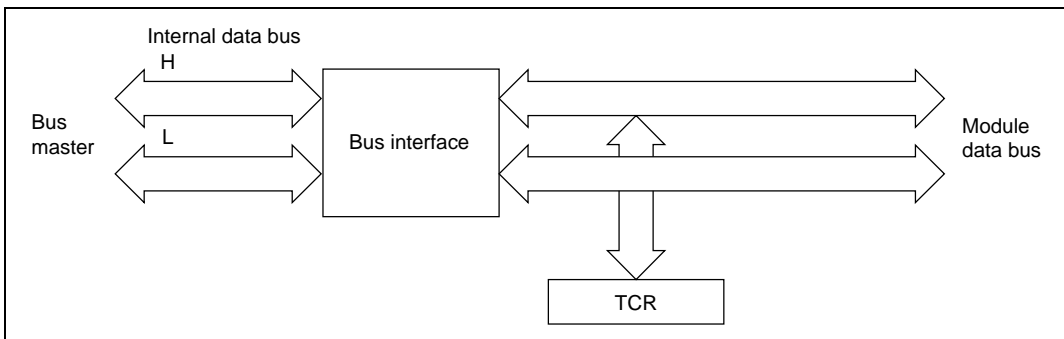 Internal data bus
H
Bus
master
L
Bus interface
Module
data bus
TCR